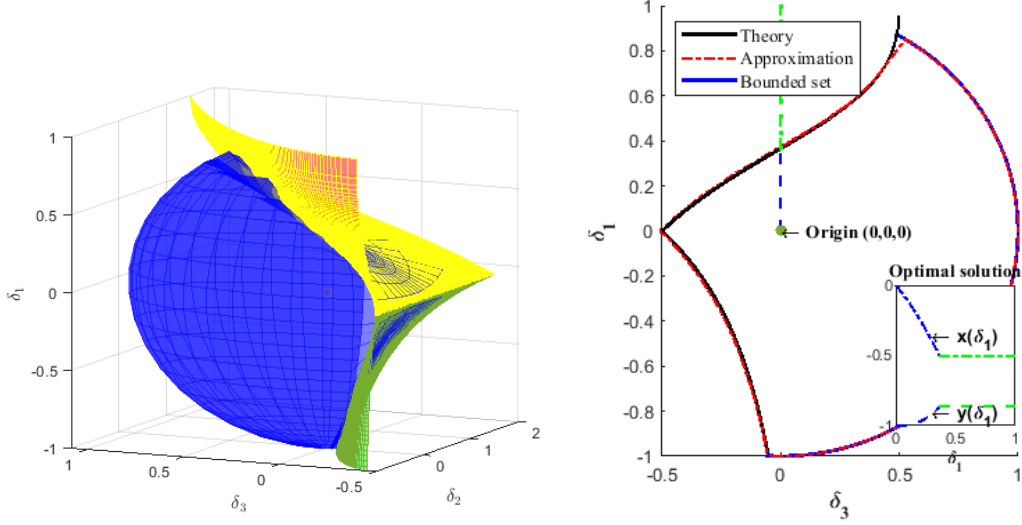 1
0.5
0
-0.5
-1
δ₁
1
0.5
0
-0.5
δ₃
0
1
2
δ₂
1
0.8
0.6
0.4
0.2
0
-0.2
-0.4
-0.6
-0.8
-1
δ₁
Theory
Approximation
Bounded set
← Origin (0,0,0)
Optimal solution
0
-0.5
-1
← x(δ₁)
← y(δ₁)
0 0.5 1
δ₁
-0.5 0 0.5 1
δ₃